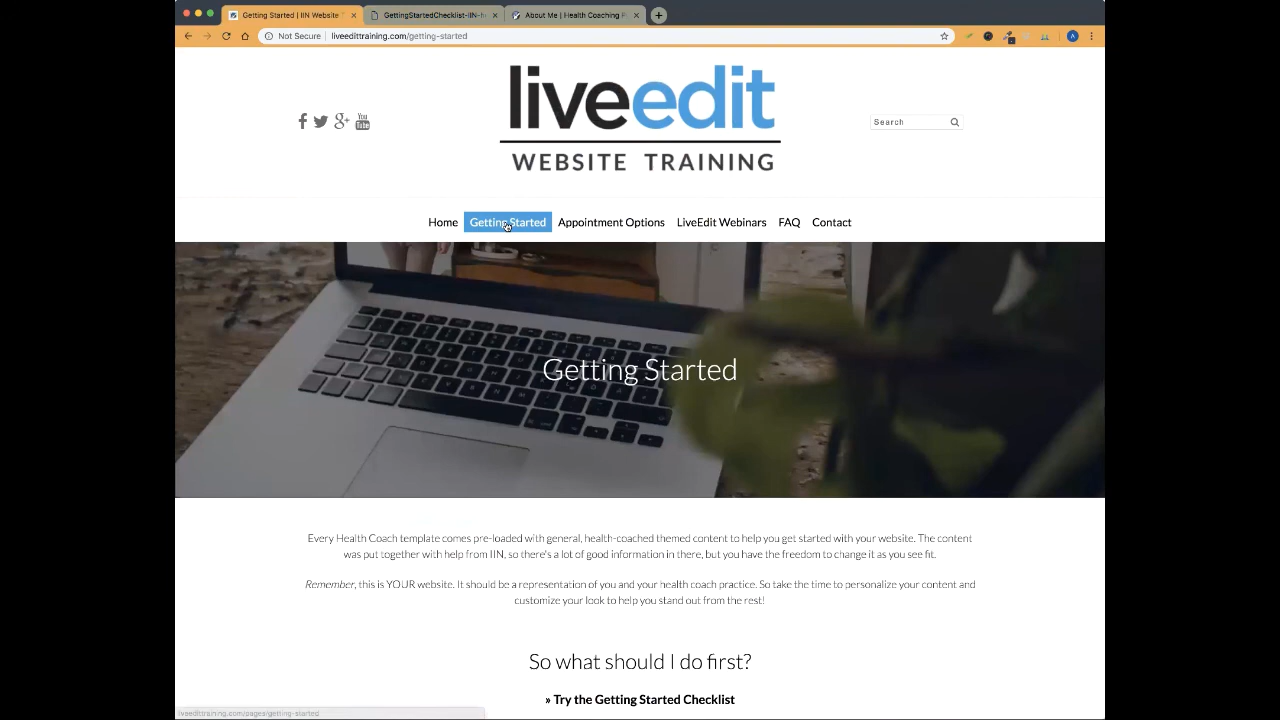 Getting Started | IIN Website T
GettingStartedChecklist-IIN-
About Me | Health Coaching P
Not Secure | liveedittraining.com/getting-started
liveedit
WEBSITE TRAINING
You
Tube
Search
Home Getting Started Appointment Options LiveEdit Webinars FAQ Contact
Getting Started
Every Health Coach template comes pre-loaded with general, health-coached themed content to help you get started with your website. The content
was put together with help from IIN, so there's a lot of good information in there, but you have the freedom to change it as you see fit.
Remember, this is YOUR website. It should be a representation of you and your health coach practice. So take the time to personalize your content and
customize your look to help you stand out from the rest!
So what should I do first?
» Try the Getting Started Checklist
liveedittraining.com/pages/getting-started